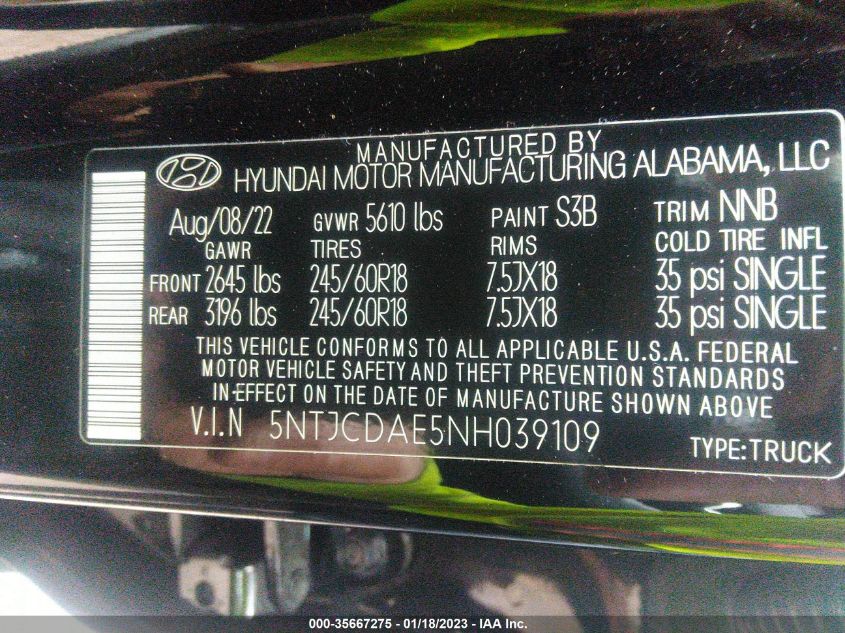 MANUFACTURED BY
HYUNDAI MOTOR MANUFACTURING ALABAMA, LLC
Aug/08/22 GVWR 5610 lbs PAINT S3B TRIM NNB
GAWR TIRES RIMS COLD TIRE INFL
FRONT 2645 lbs 245/60R18 7.5JX18 35 psi SINGLE
REAR 3196 lbs 245/60R18 7.5JX18 35 psi SINGLE
THIS VEHICLE CONFORMS TO ALL APPLICABLE U.S.A. FEDERAL
MOTOR VEHICLE SAFETY AND THEFT PREVENTION STANDARDS
IN-EFFECT ON THE DATE OF MANUFACTURE SHOWN ABOVE
V.I.N 5NTJCDAE5NH039109 TYPE:TRUCK
000-35667275 - 01/18/2023 - IAA Inc.